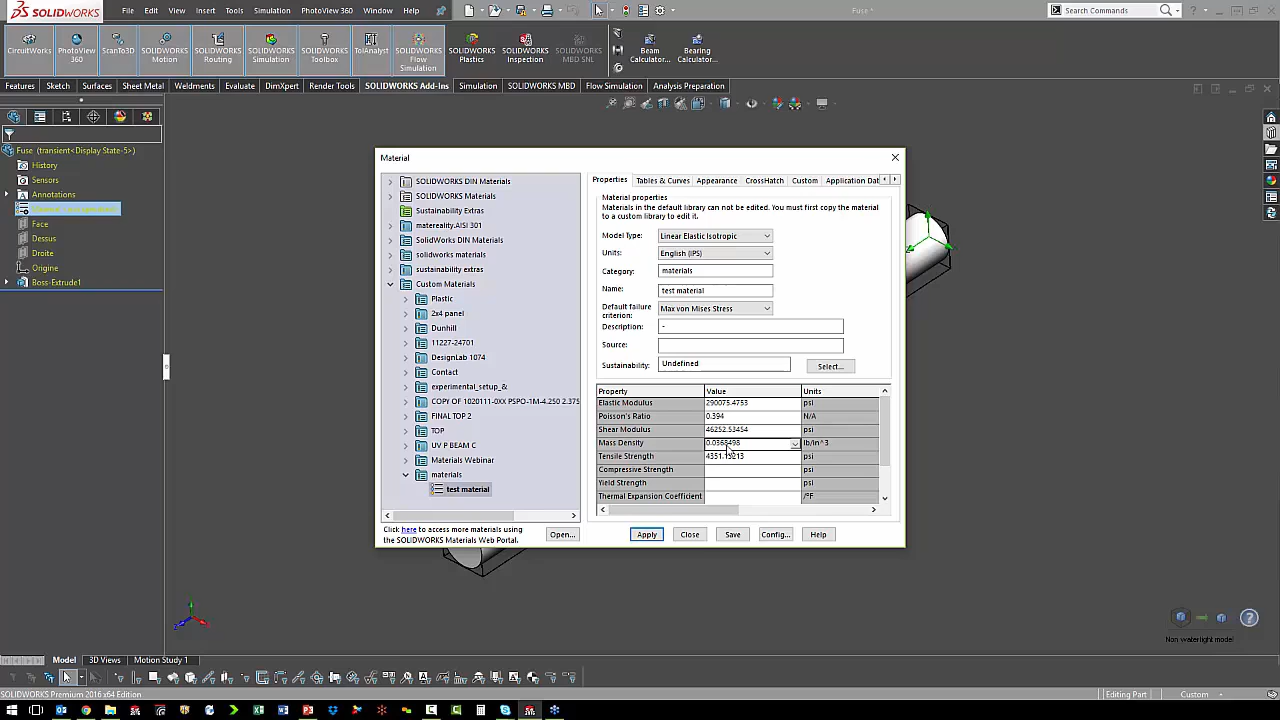 SOLIDWORKS File Edit View Insert Tools Simulation PhotoView 360 Window Help Fuse * Search Commands
CircuitWorks PhotoView 360 ScanTo3D SOLIDWORKS Motion SOLIDWORKS Routing SOLIDWORKS Simulation SOLIDWORKS Toolbox TolAnalyst SOLIDWORKS Flow Simulation SOLIDWORKS Plastics SOLIDWORKS Inspection SOLIDWORKS MBD SNL Beam Calculator... Bearing Calculator...
Features Sketch Surfaces Sheet Metal Weldments Evaluate DimXpert Render Tools SOLIDWORKS Add-Ins Simulation SOLIDWORKS MBD Flow Simulation Analysis Preparation
Fuse (transient<Display State-5>)
History
Sensors
Annotations
Face
Dessus
Droite
Origine
Boss-Extrude1
Material
SOLIDWORKS DIN Materials
SOLIDWORKS Materials
Sustainability Extras
matereality.AISI 301
SolidWorks DIN Materials
solidworks materials
sustainability extras
Custom Materials
Plastic
2x4 panel
Dunhill
11227-24701
DesignLab 1074
Contact
experimental_setup_&
COPY OF 1020111-0XX PSPO-1M-4.250 2.375
FINAL TOP 2
TOP
UV P BEAM C
Materials Webinar
materials
test material
Click here to access more materials using
the SOLIDWORKS Materials Web Portal.
Open...
Properties Tables & Curves Appearance CrossHatch Custom Application Dat
Material properties
Materials in the default library can not be edited. You must first copy the material
to a custom library to edit it.
Model Type: Linear Elastic Isotropic
Units: English (IPS)
Category: materials
Name: test material
Default failure
criterion: Max von Mises Stress
Description: -
Source:
Sustainability: Undefined Select...
Property Value Units
Elastic Modulus 290075.4753 psi
Poisson's Ratio 0.394 N/A
Shear Modulus 46252.53454 psi
Mass Density 0.0368498 lb/in^3
Tensile Strength psi
Compressive Strength psi
Yield Strength psi
Thermal Expansion Coefficient /°F
Apply Close Save Config... Help
Non watertight model
Model 3D Views Motion Study 1
SOLIDWORKS Premium 2016 x64 Edition Editing Part Custom